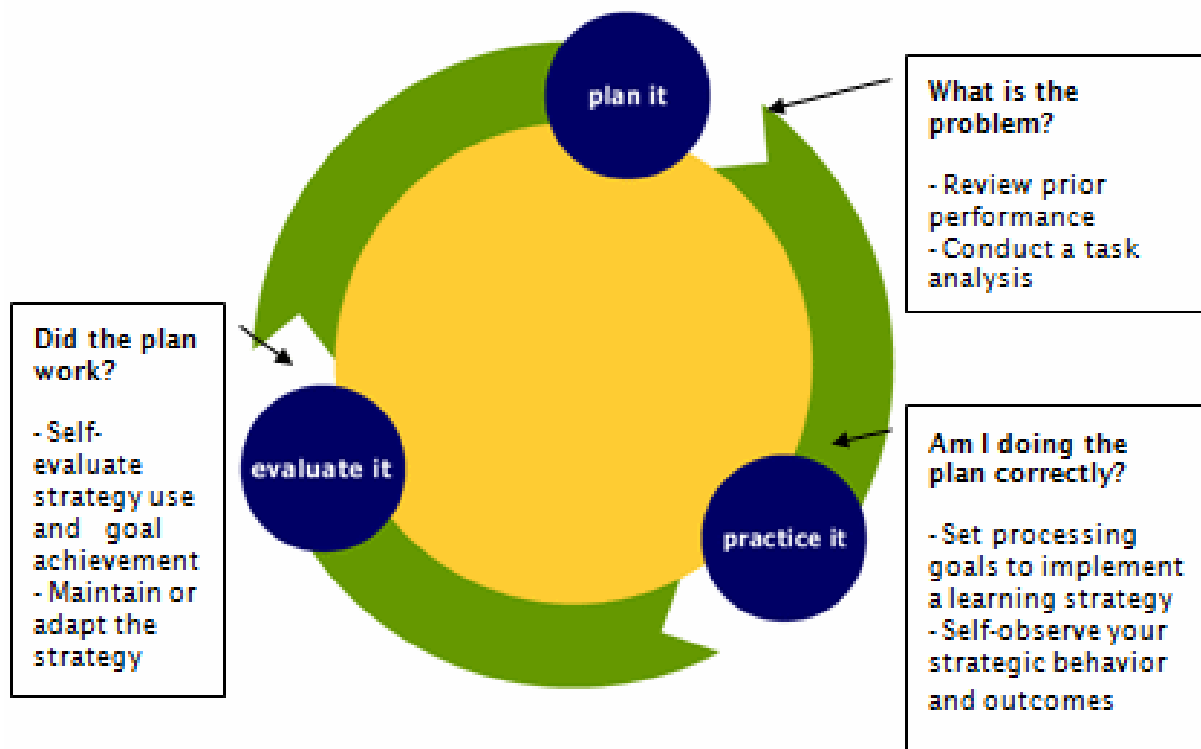 plan it
What is the
problem?
- Review prior
performance
- Conduct a task
analysis
Did the plan
work?
- Self-
evaluate
strategy use
and goal
achievement
- Maintain or
adapt the
strategy
evaluate it
practice it
Am I doing the
plan correctly?
- Set processing
goals to implement
a learning strategy
- Self-observe your
strategic behavior
and outcomes